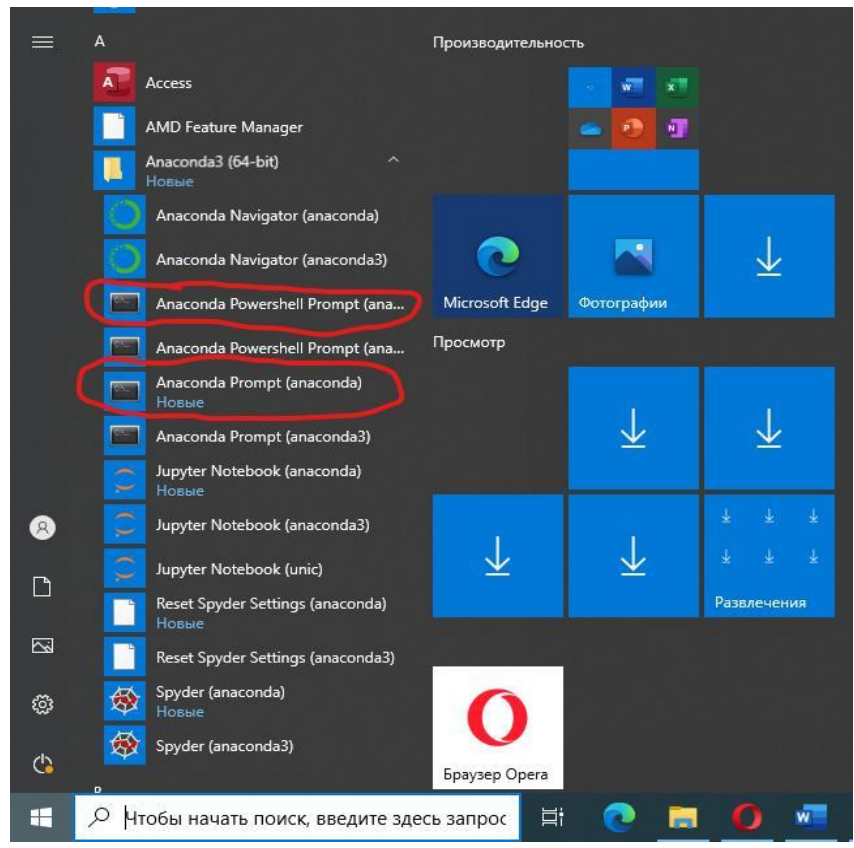 A
Access
AMD Feature Manager
Anaconda3 (64-bit)
Новые
Anaconda Navigator (anaconda)
Anaconda Navigator (anaconda3)
Anaconda Powershell Prompt (ana...
Anaconda Powershell Prompt (ana...
Anaconda Prompt (anaconda)
Новые
Anaconda Prompt (anaconda3)
Jupyter Notebook (anaconda)
Новые
Jupyter Notebook (anaconda3)
Jupyter Notebook (unic)
Reset Spyder Settings (anaconda)
Новые
Reset Spyder Settings (anaconda3)
Spyder (anaconda)
Новые
Spyder (anaconda3)
Производительность
Microsoft Edge
Фотографии
Просмотр
Развлечения
Браузер Opera
Чтобы начать поиск, введите здесь запрос